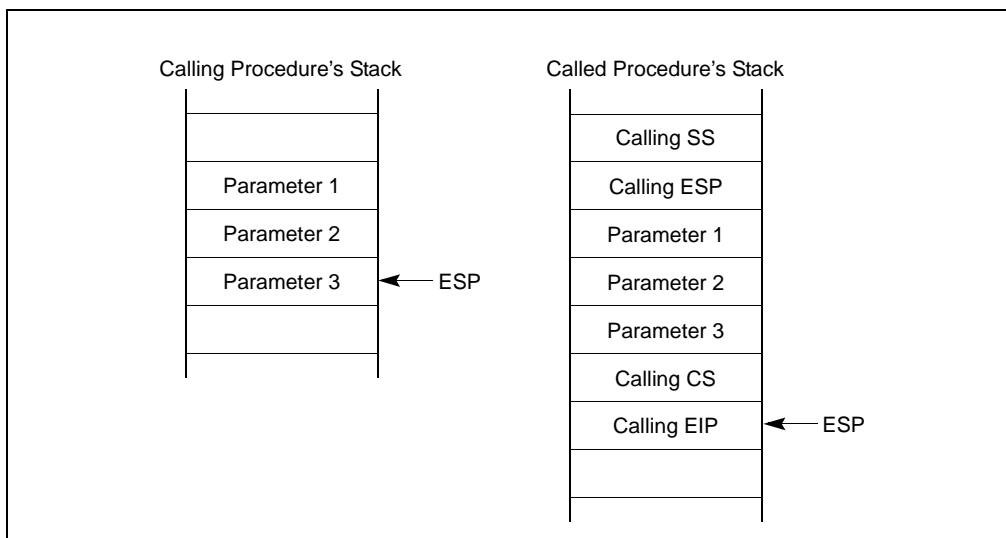 Calling Procedure's Stack
Parameter 1
Parameter 2
Parameter 3
ESP
Called Procedure's Stack
Calling SS
Calling ESP
Parameter 1
Parameter 2
Parameter 3
Calling CS
Calling EIP
ESP